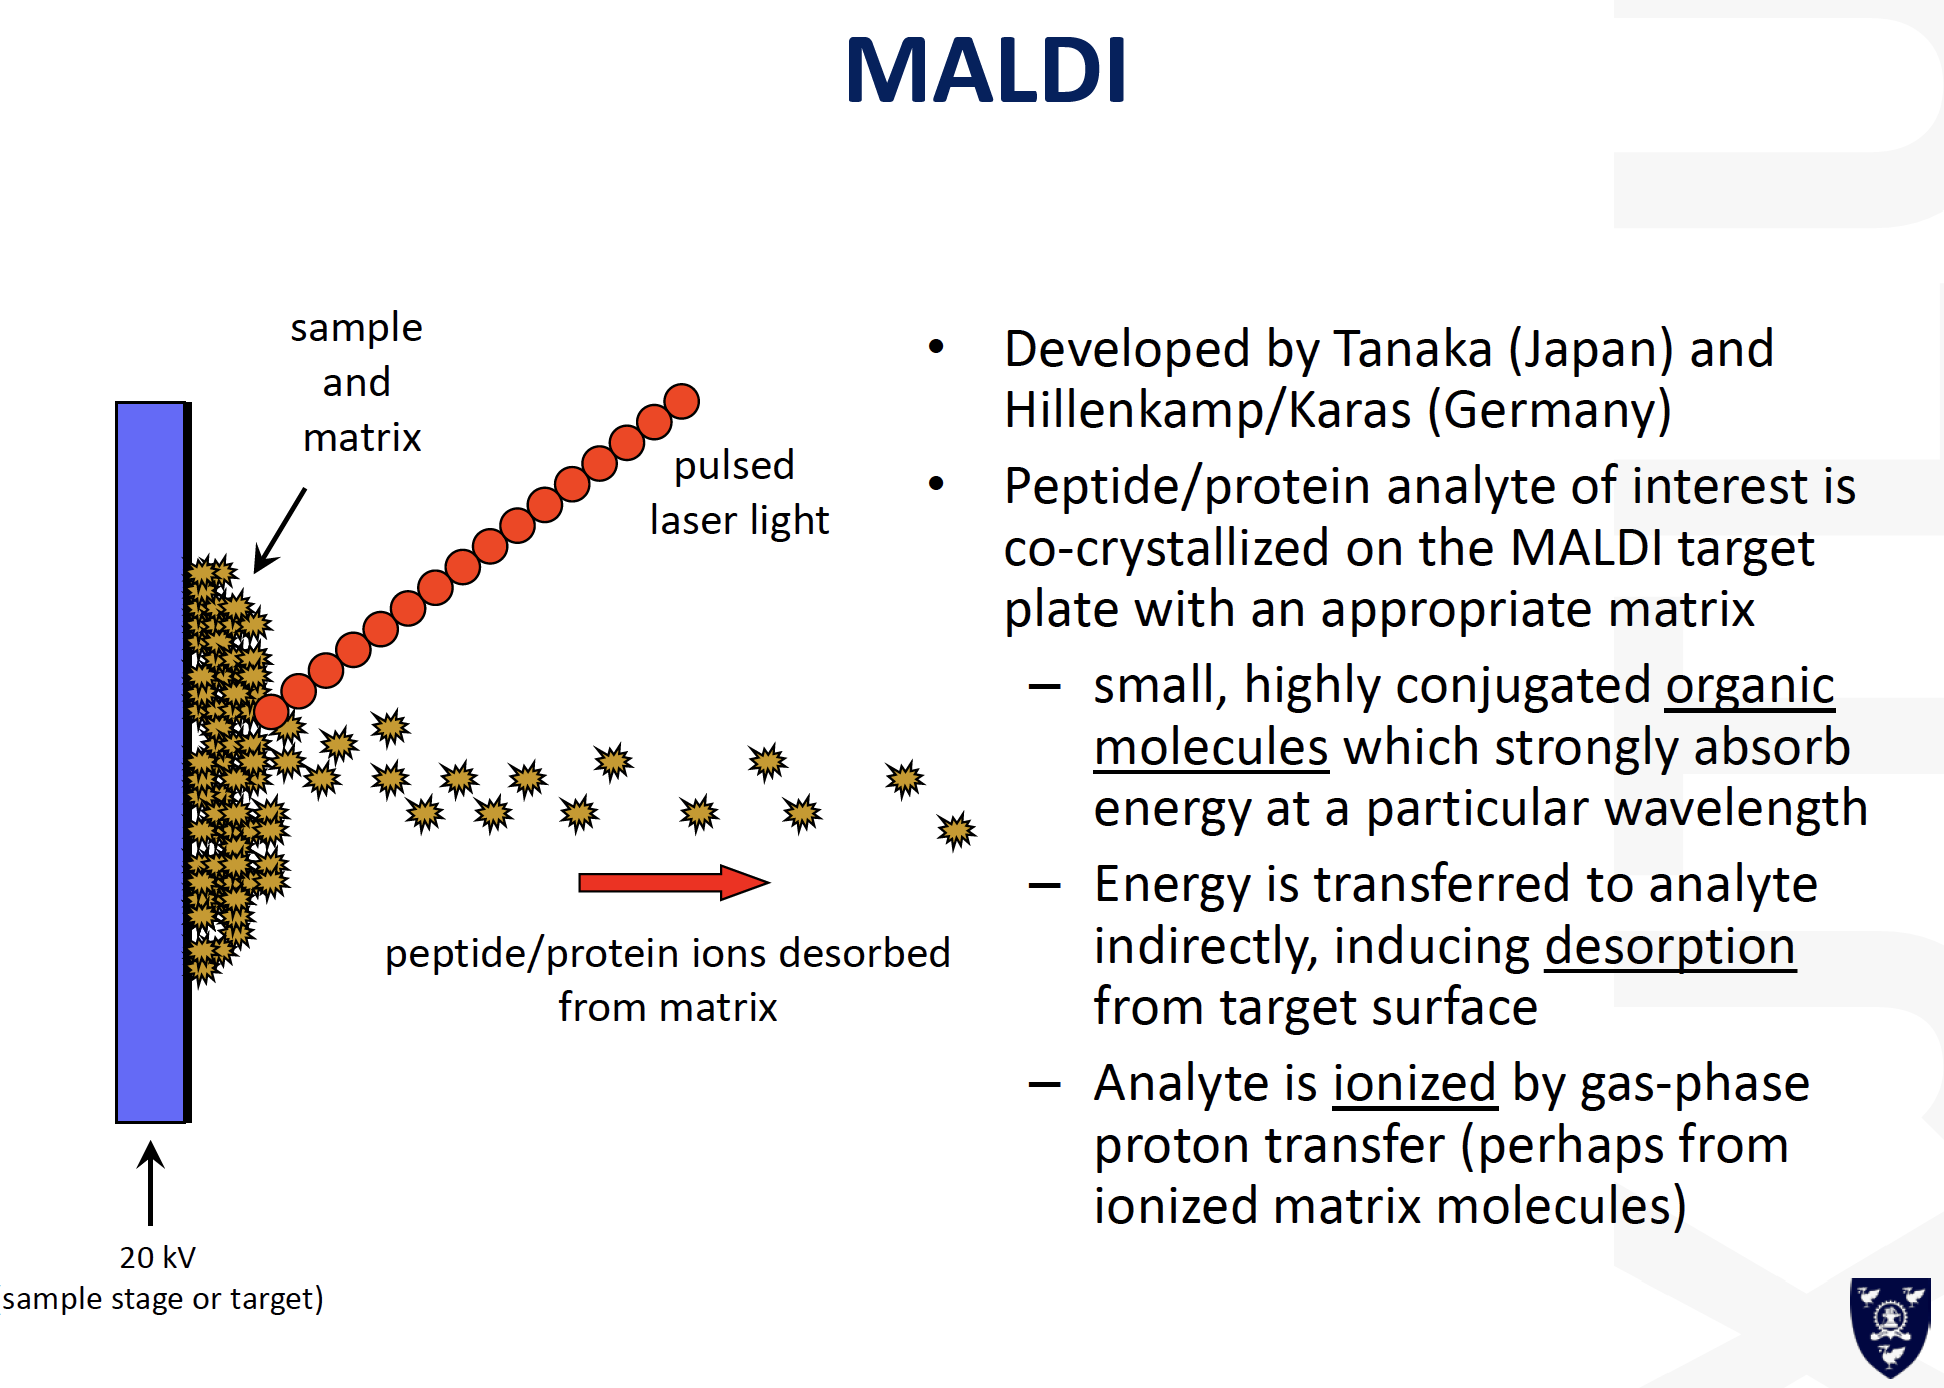 MALDI
sample
and
matrix
pulsed
laser light
peptide/protein ions desorbed
from matrix
20 kV
sample stage or target)
• Developed by Tanaka (Japan) and
Hillenkamp/Karas (Germany)
• Peptide/protein analyte of interest is
co-crystallized on the MALDI target
plate with an appropriate matrix
– small, highly conjugated organic
molecules which strongly absorb
energy at a particular wavelength
– Energy is transferred to analyte
indirectly, inducing desorption
from target surface
– Analyte is ionized by gas-phase
proton transfer (perhaps from
ionized matrix molecules)